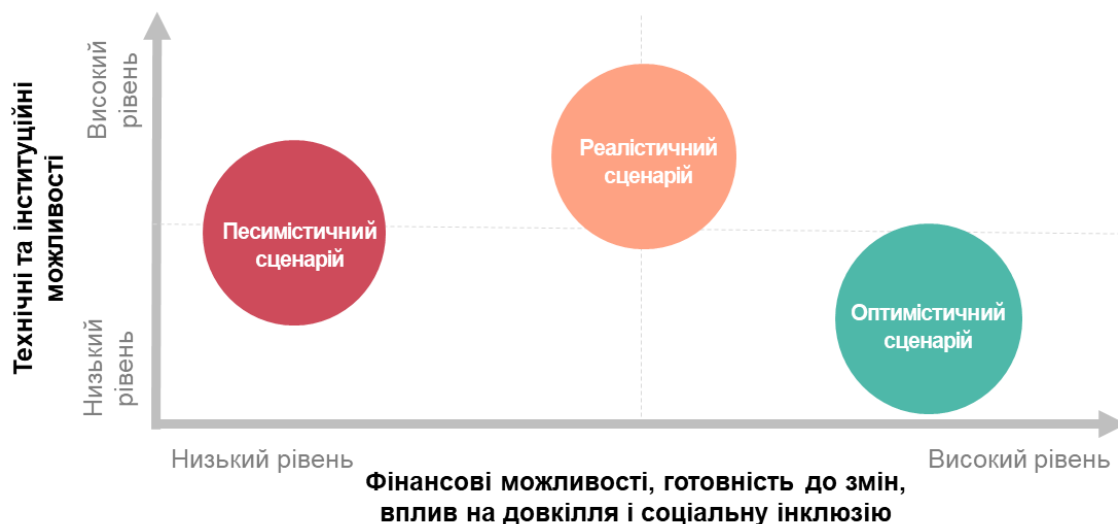 Технічні та інституційні
можливості
Високий
рівень
Низький
рівень
Песимістичний
сценарій
Реалістичний
сценарій
Оптимістичний
сценарій
Низький рівень
Високий рівень
Фінансові можливості, готовність до змін,
вплив на довкілля і соціальну інклюзію